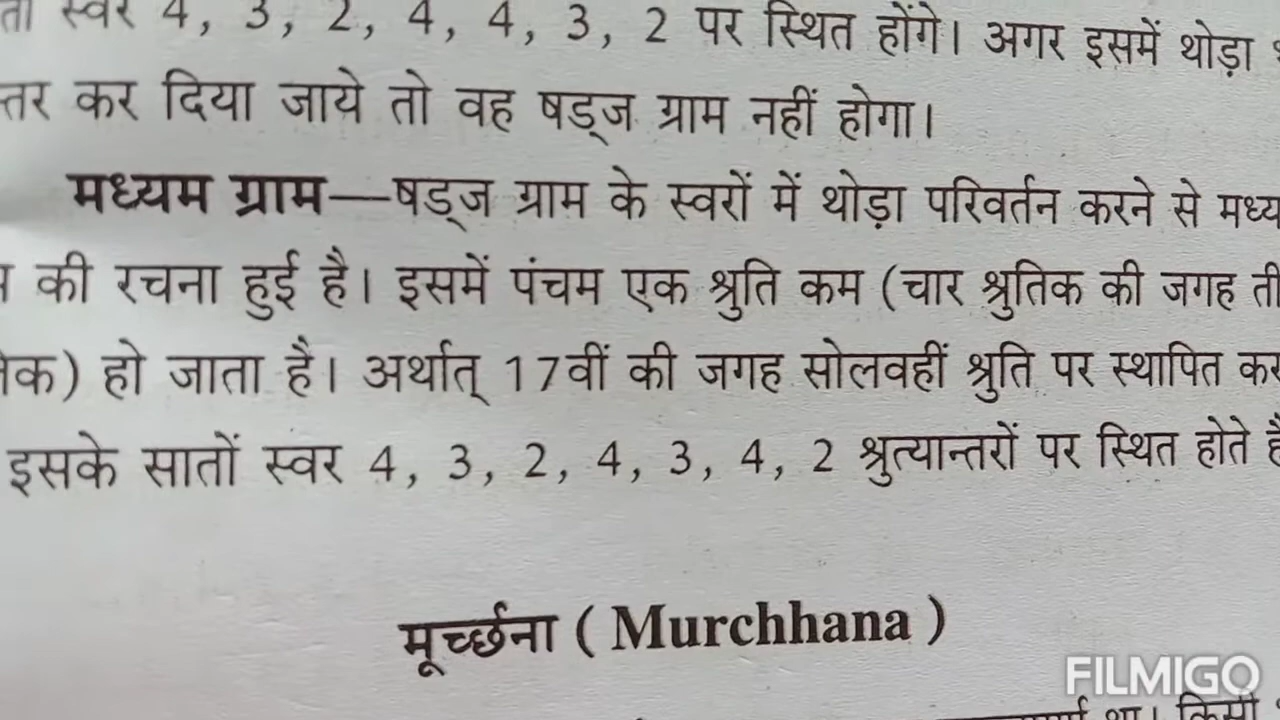 स्वर 4, 3, 2, 4, 4, 3, 2 पर स्थित होंगे। अगर इसमें थोड़ा
कर दिया जाये तो वह षड्ज ग्राम नहीं होगा।
मध्यम ग्राम—षड्ज ग्राम के स्वरों में थोड़ा परिवर्तन करने से मध्य
की रचना हुई है। इसमें पंचम एक श्रुति कम (चार श्रुतिक की जगह ती
क) हो जाता है। अर्थात् 17वीं की जगह सोलवहीं श्रुति पर स्थापित कर
इसके सातों स्वर 4, 3, 2, 4, 3, 4, 2 श्रुत्यान्तरों पर स्थित होते है
मूर्च्छना ( Murchhana )
FILMIGO
था। किसी